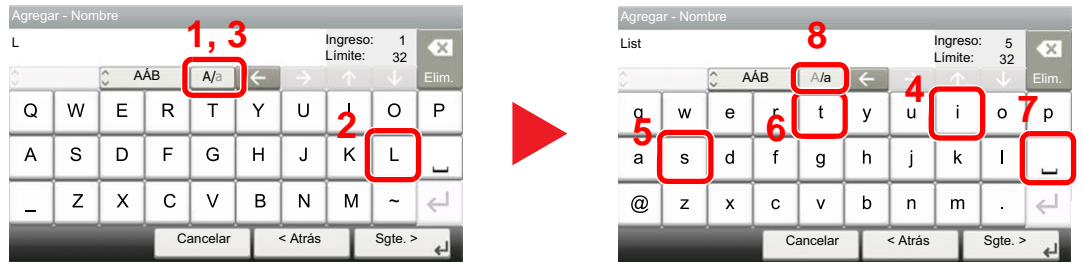 Agregar - Nombre
L
1, 3
Ingreso: 1
Límite: 32
AÁB
A/a
Elim.
Q W E R T Y U I O P
2
A S D F G H J K L
_ Z X C V B N M ~
Cancelar
< Atrás
Sgte. >
Agregar - Nombre
List
8
Ingreso: 5
Límite: 32
AÁB
A/a
Elim.
4
7
q w e r t y u i o p
5
6
a s d f g h j k l
@ z x c v b n m .
Cancelar
< Atrás
Sgte. >